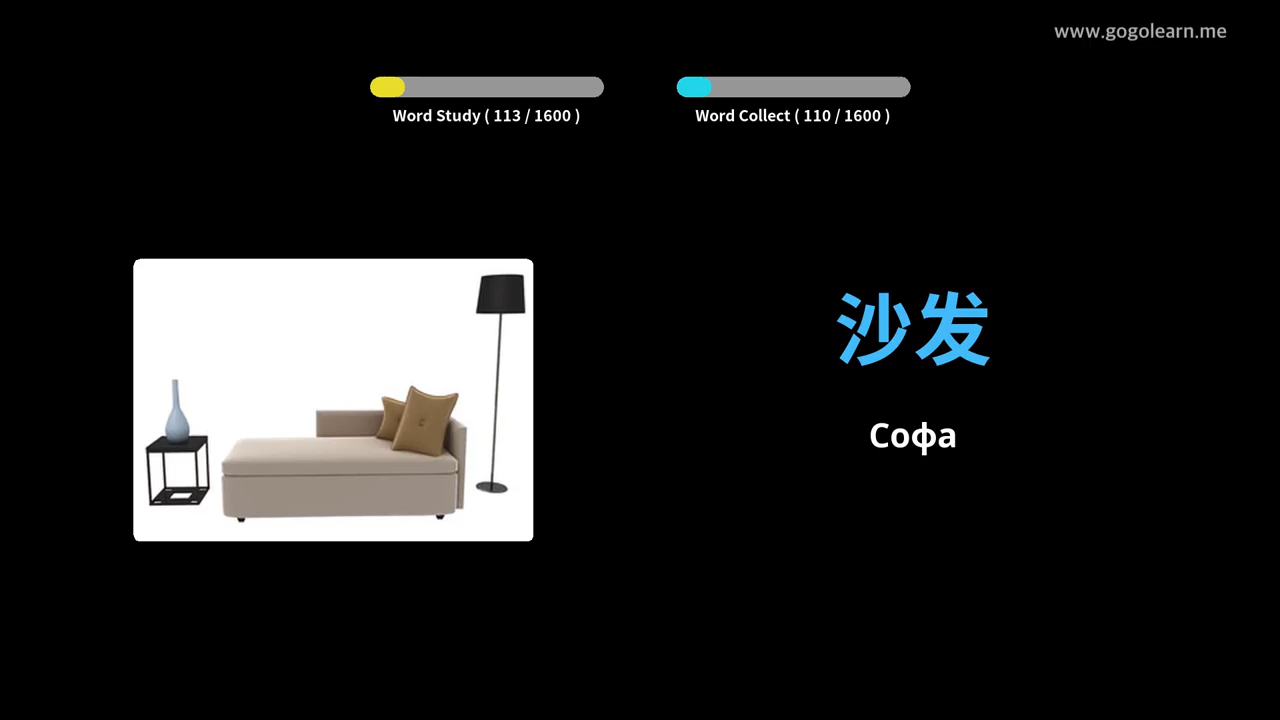 www.gogolearn.me
Word Study ( 113 / 1600 )
Word Collect ( 110 / 1600 )
沙发
Софа